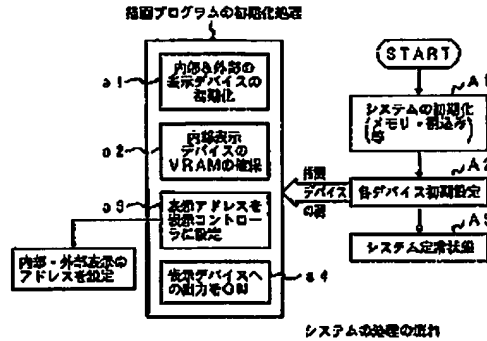 描画プログラムの初期化処理
a1
内部&外部の
表示デバイスの
初期化
a2
内部表示
デバイスの
VRAMの確保
a3
表示アドレスを
表示コントロー
ラに設定
内部・外部表示の
アドレスを設定
表示デバイスへ
の出力をON
a4
START
A1
システムの初期化
(メモリ・割込み)
等
A2
描画
デバイス
の場
各デバイス初期設定
A3
システム定常状態
システムの処理の流れ